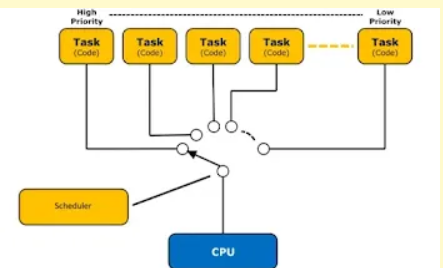 High
Priority
Low
Priority
Task
(Code)
Task
(Code)
Task
(Code)
Task
(Code)
Task
(Code)
Scheduler
CPU